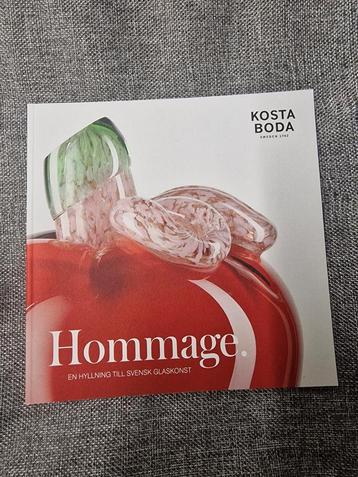 KOSTA
BODA
SWEDEN 1742
Hommage.
EN HYLLNING TILL SVENSK GLASKONST